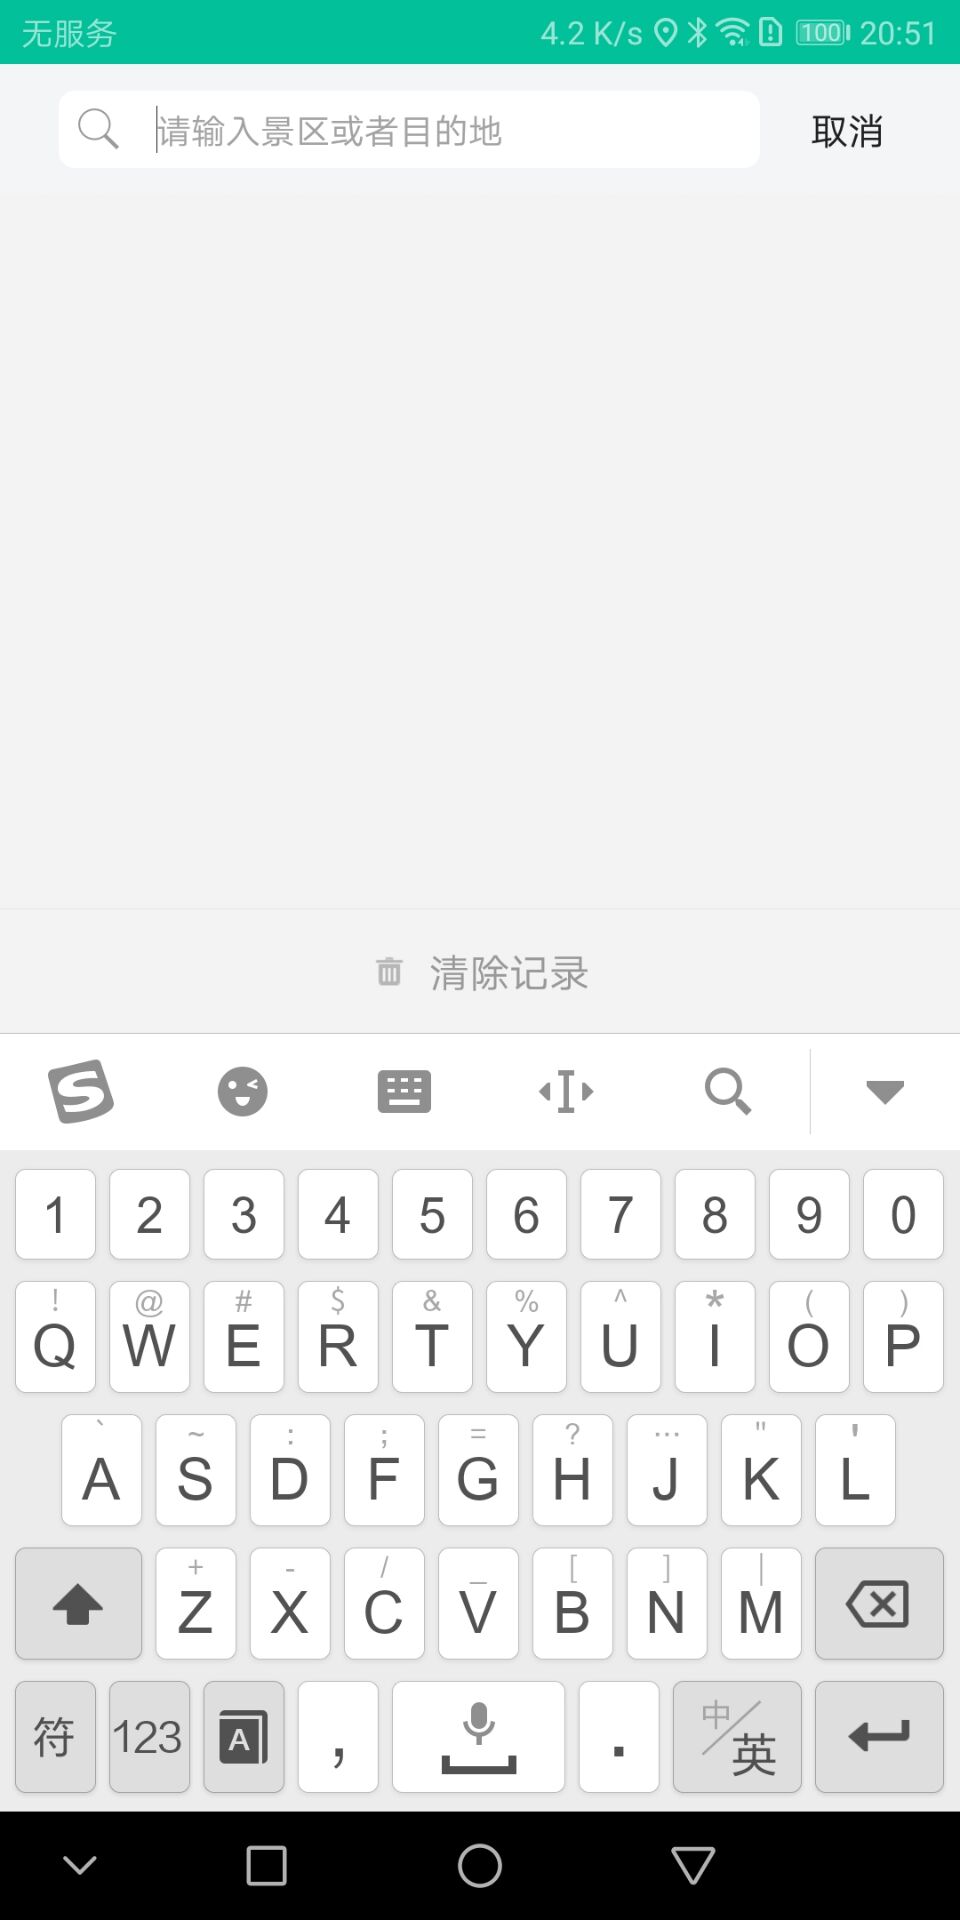 无服务 4.2 K/s 100 20:51
请输入景区或者目的地 取消
清除记录
S
1 2 3 4 5 6 7 8 9 0
! @ # $ & % ^ * ( )
Q W E R T Y U I O P
` ~ : ; = ? ... " '
A S D F G H J K L
+ - / _ [ ] |
Z X C V B N M
符 123 A , . 中/英